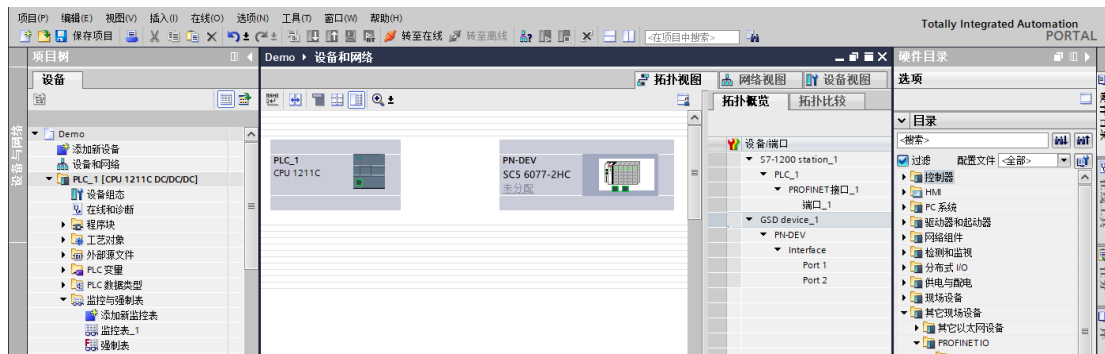 项目(P) 编辑(E) 视图(V) 插入(I) 在线(O) 选项(N) 工具(T) 窗口(W) 帮助(H)
Totally Integrated Automation
PORTAL
保存项目 转至在线 转至离线 <在项目中搜索>
项目树
Demo 设备和网络
硬件目录
设备
拓扑视图 网络视图 设备视图
选项
拓扑概览 拓扑比较
目录
<搜索>
过滤 配置文件 <全部>
设备与网络
Demo
添加新设备
设备和网络
PLC_1 [CPU 1211C DC/DC/DC]
设备组态
在线和诊断
程序块
工艺对象
外部源文件
PLC 变量
PLC 数据类型
监控与强制表
添加新监控表
监控表_1
强制表
PLC_1
CPU 1211C
PN-DEV
SC5 6077-2HC
未分配
设备/端口
S7-1200 station_1
PLC_1
PROFINET接口_1
端口_1
GSD device_1
PN-DEV
Interface
Port 1
Port 2
控制器
HMI
PC 系统
驱动器和起动器
网络组件
检测和监视
分布式 I/O
供电与配电
现场设备
其它现场设备
其它以太网设备
PROFINET IO